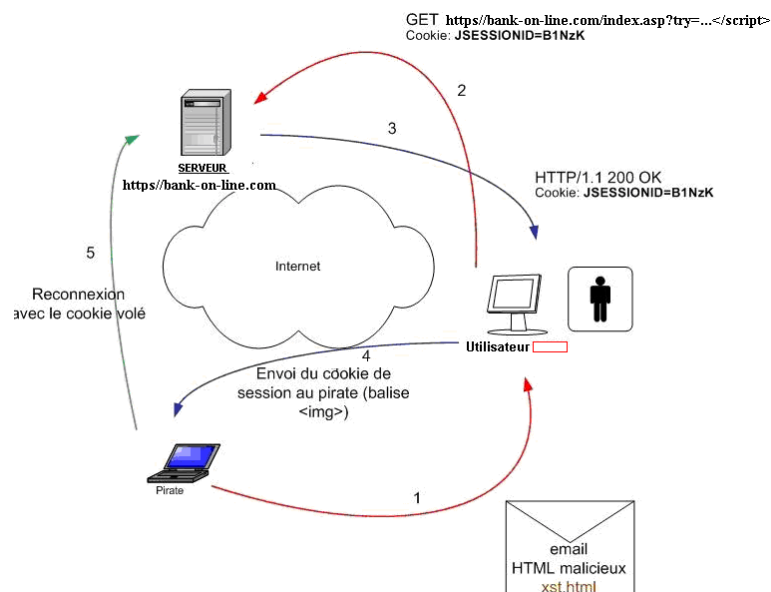 GET https//bank-on-line.com/index.asp?try=...</script>
Cookie: JSESSIONID=B1NzK
2
3
SERVEUR
https//bank-on-line.com
HTTP/1.1 200 OK
Cookie: JSESSIONID=B1NzK
5
Internet
Reconnexion
avec le cookie volé
Utilisateur
4
Envoi du cookie de
session au pirate (balise
<img>)
Pirate
1
email
HTML malicieux
xst.html